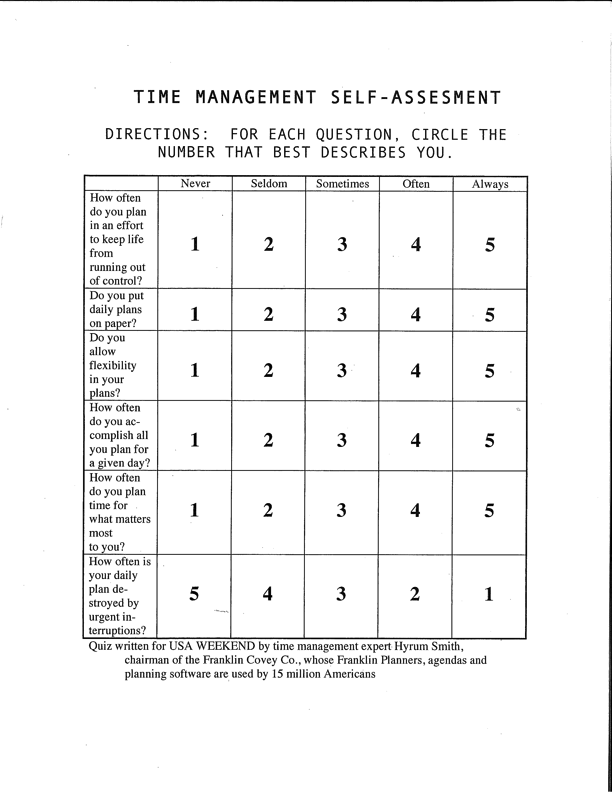 TIME MANAGEMENT SELF-ASSESMENT
DIRECTIONS: FOR EACH QUESTION, CIRCLE THE
NUMBER THAT BEST DESCRIBES YOU.
Never Seldom Sometimes Often Always
How often
do you plan
in an effort
to keep life
from
running out
of control?
1 2 3 4 5
Do you put
daily plans
on paper?
1 2 3 4 5
Do you
allow
flexibility
in your
plans?
1 2 3 4 5
How often
do you ac-
complish all
you plan for
a given day?
1 2 3 4 5
How often
do you plan
time for
what matters
most
to you?
1 2 3 4 5
How often is
your daily
plan de-
stroyed by
urgent in-
terruptions?
5 4 3 2 1
Quiz written for USA WEEKEND by time management expert Hyrum Smith,
chairman of the Franklin Covey Co., whose Franklin Planners, agendas and
planning software are used by 15 million Americans